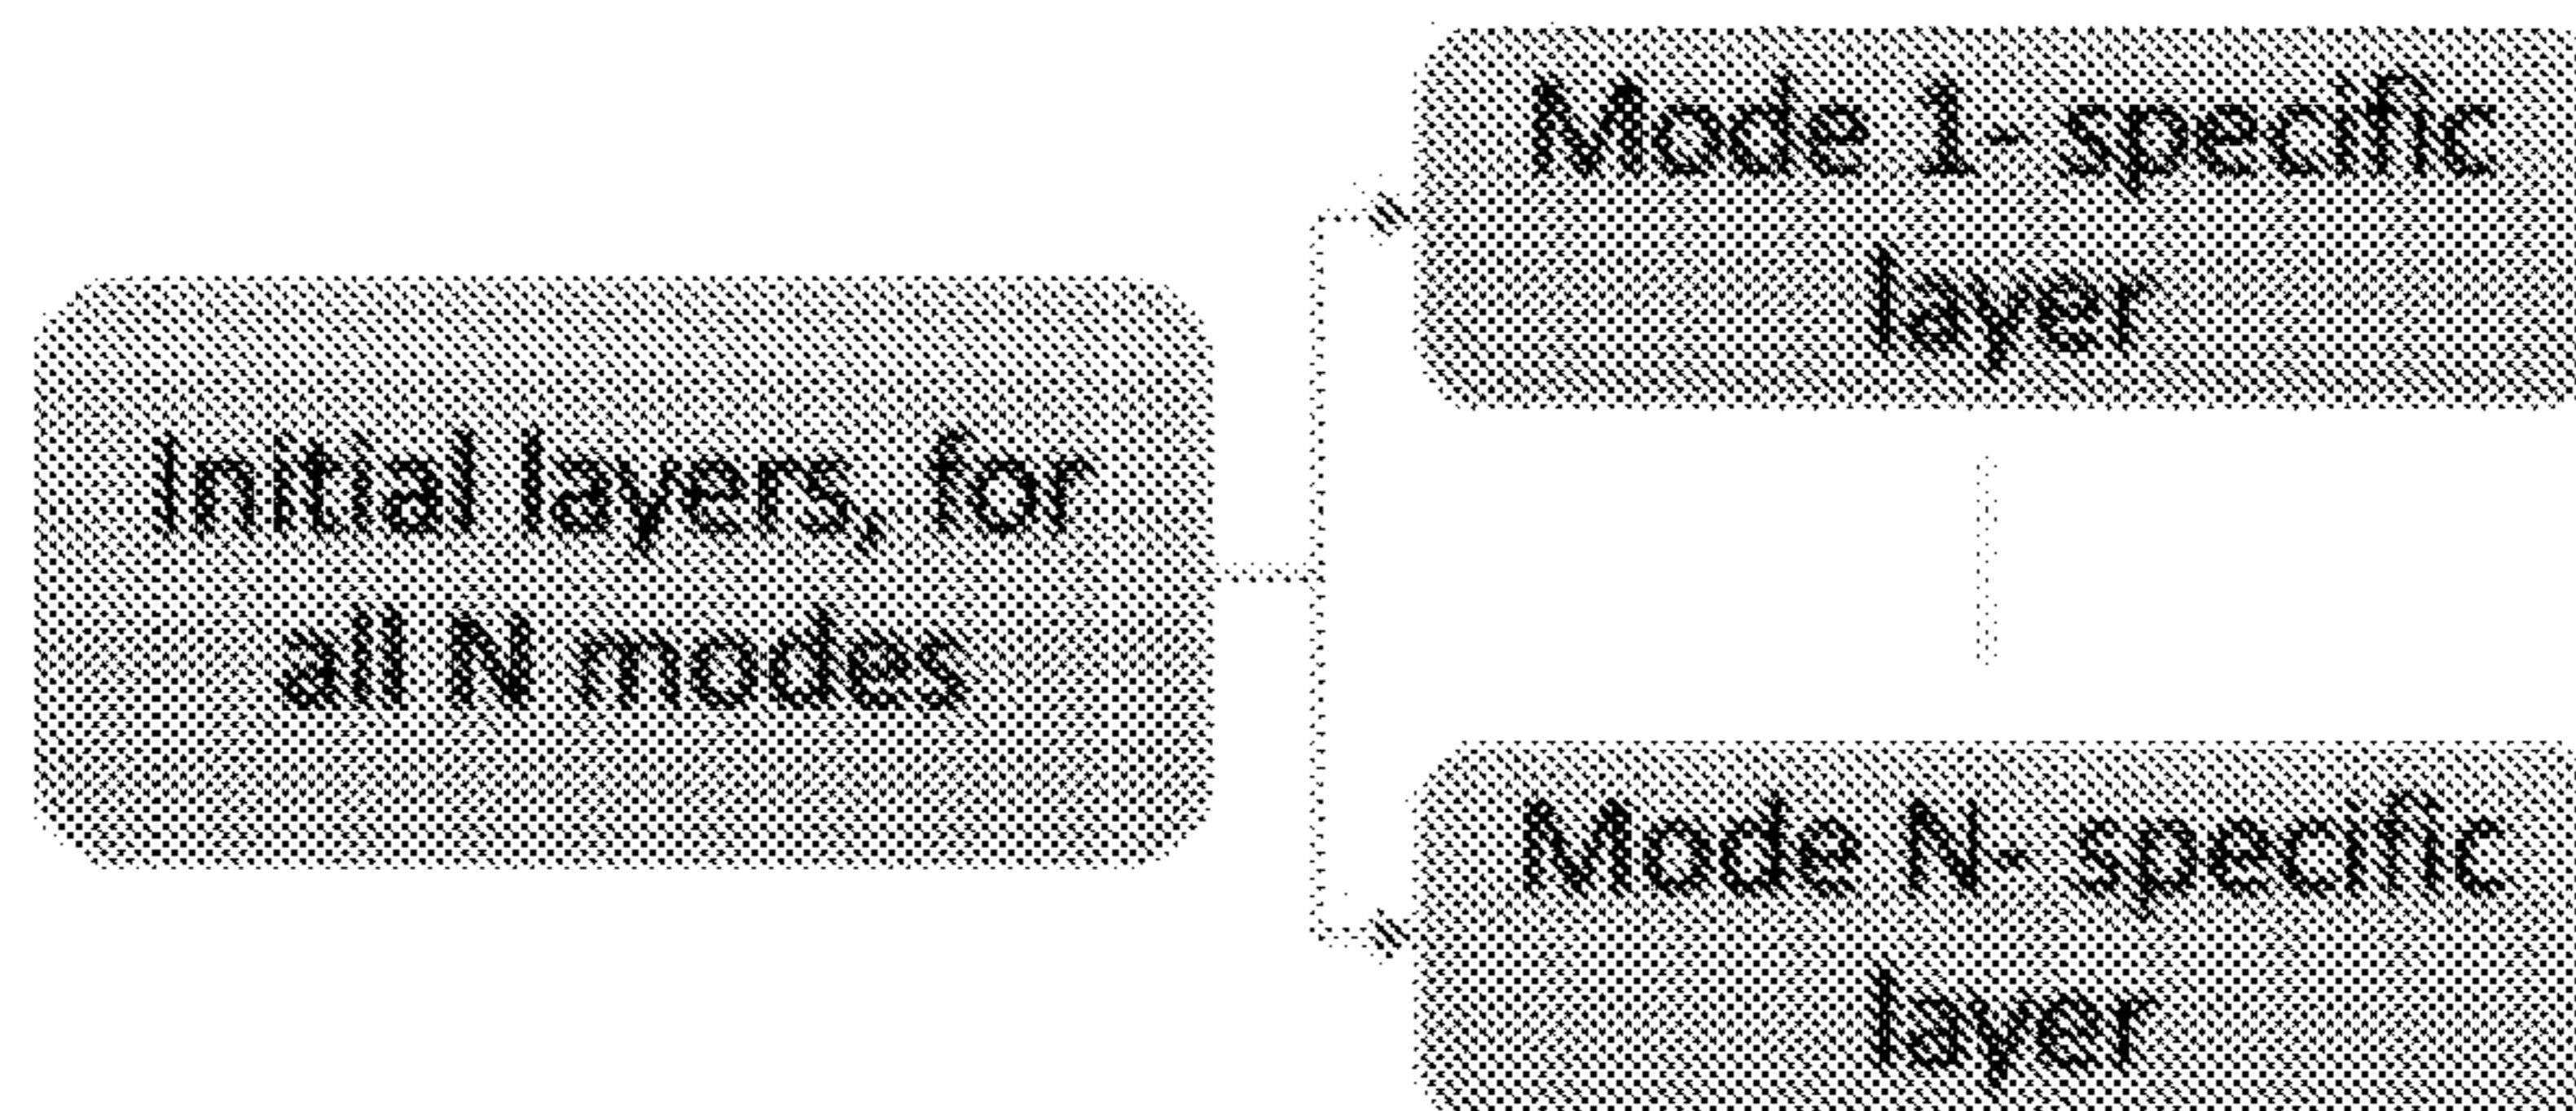 Initial layers, for
all N modes
Mode 1- specific
layer
Mode N- specific
layer